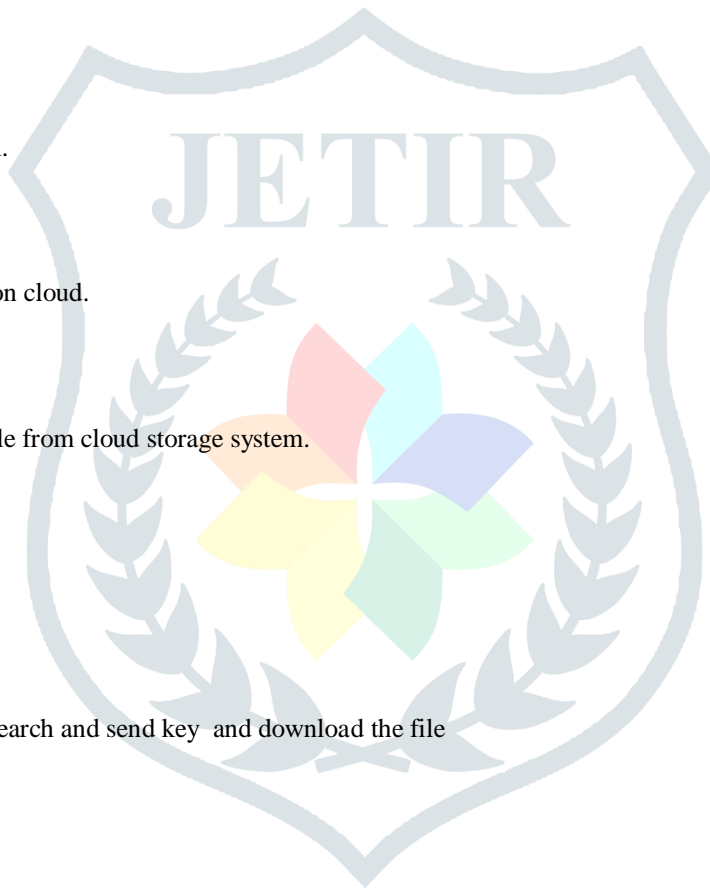 JETIR
on cloud.
le from cloud storage system.
earch and send key and download the file